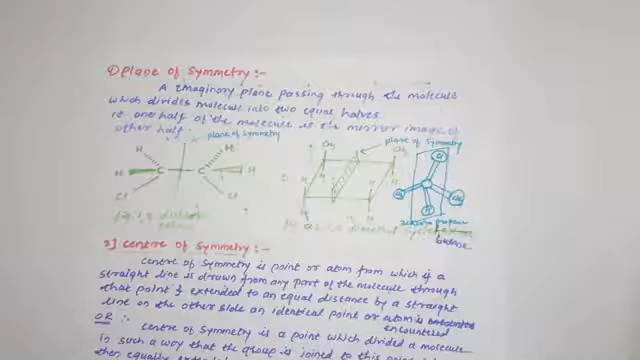 1) plane of symmetry :-
A imaginary plane passing through the molecule
which divides molecule into two equal halves
ie one half of the molecule is the mirror image of
other half.
plane of symmetry
plane of symmetry
H
H
CH3
CH3
H
C
C
H
H
H
H
H
Cl
Cl
2] centre of symmetry :-
centre of symmetry is point or atom from which if a
straight line is drawn from any part of the molecule through
that point & extended to an equal distance by a straight
line on the other side an identical point or atom is
encountered
OR :
centre of symmetry is a point which divided a molecule
in such a way that the group is joined to this point
then equally